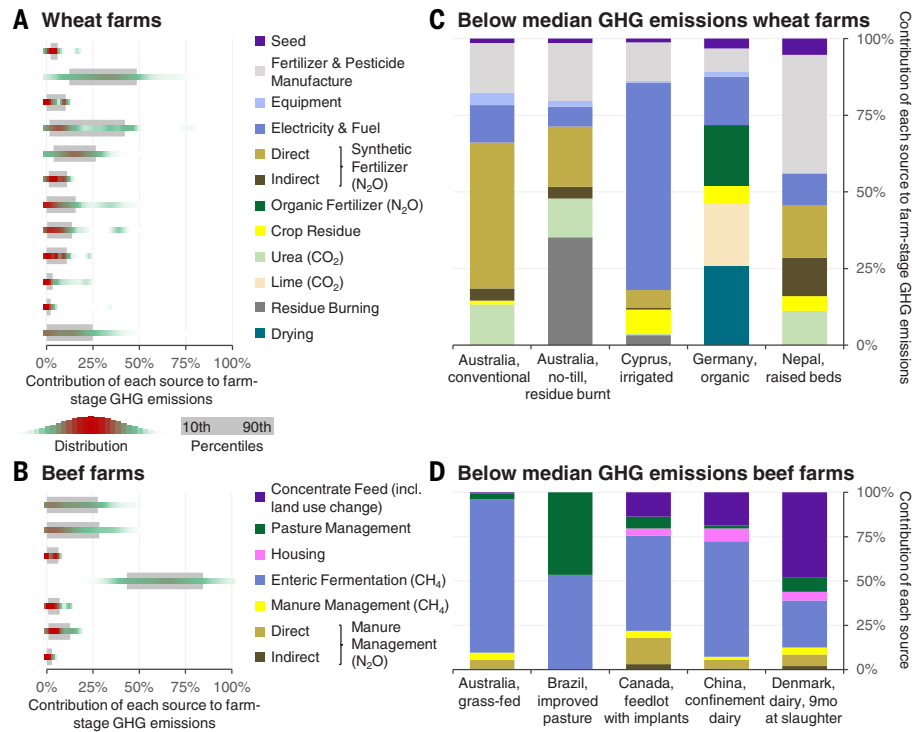 A Wheat farms
Seed
Fertilizer & Pesticide
Manufacture
Equipment
Electricity & Fuel
Direct
Indirect
Synthetic
Fertilizer
(N₂O)
Organic Fertilizer (N₂O)
Crop Residue
Urea (CO₂)
Lime (CO₂)
Residue Burning
Drying
0% 25% 50% 75% 100%
Contribution of each source to farm-
stage GHG emissions
Distribution
10th 90th
Percentiles
B Beef farms
Concentrate Feed (incl.
land use change)
Pasture Management
Housing
Enteric Fermentation (CH₄)
Manure Management (CH₄)
Direct
Indirect
Manure
Management
(N₂O)
0% 25% 50% 75% 100%
Contribution of each source to farm-
stage GHG emissions
C Below median GHG emissions wheat farms
100%
75%
50%
25%
0%
Contribution of each source to farm-stage GHG emissions
Australia,
conventional
Australia,
no-till,
residue burnt
Cyprus,
irrigated
Germany,
organic
Nepal,
raised beds
D Below median GHG emissions beef farms
100%
75%
50%
25%
0%
Contribution of each source
Australia,
grass-fed
Brazil,
improved
pasture
Canada,
feedlot
with implants
China,
confinement
dairy
Denmark,
dairy, 9mo
at slaughter